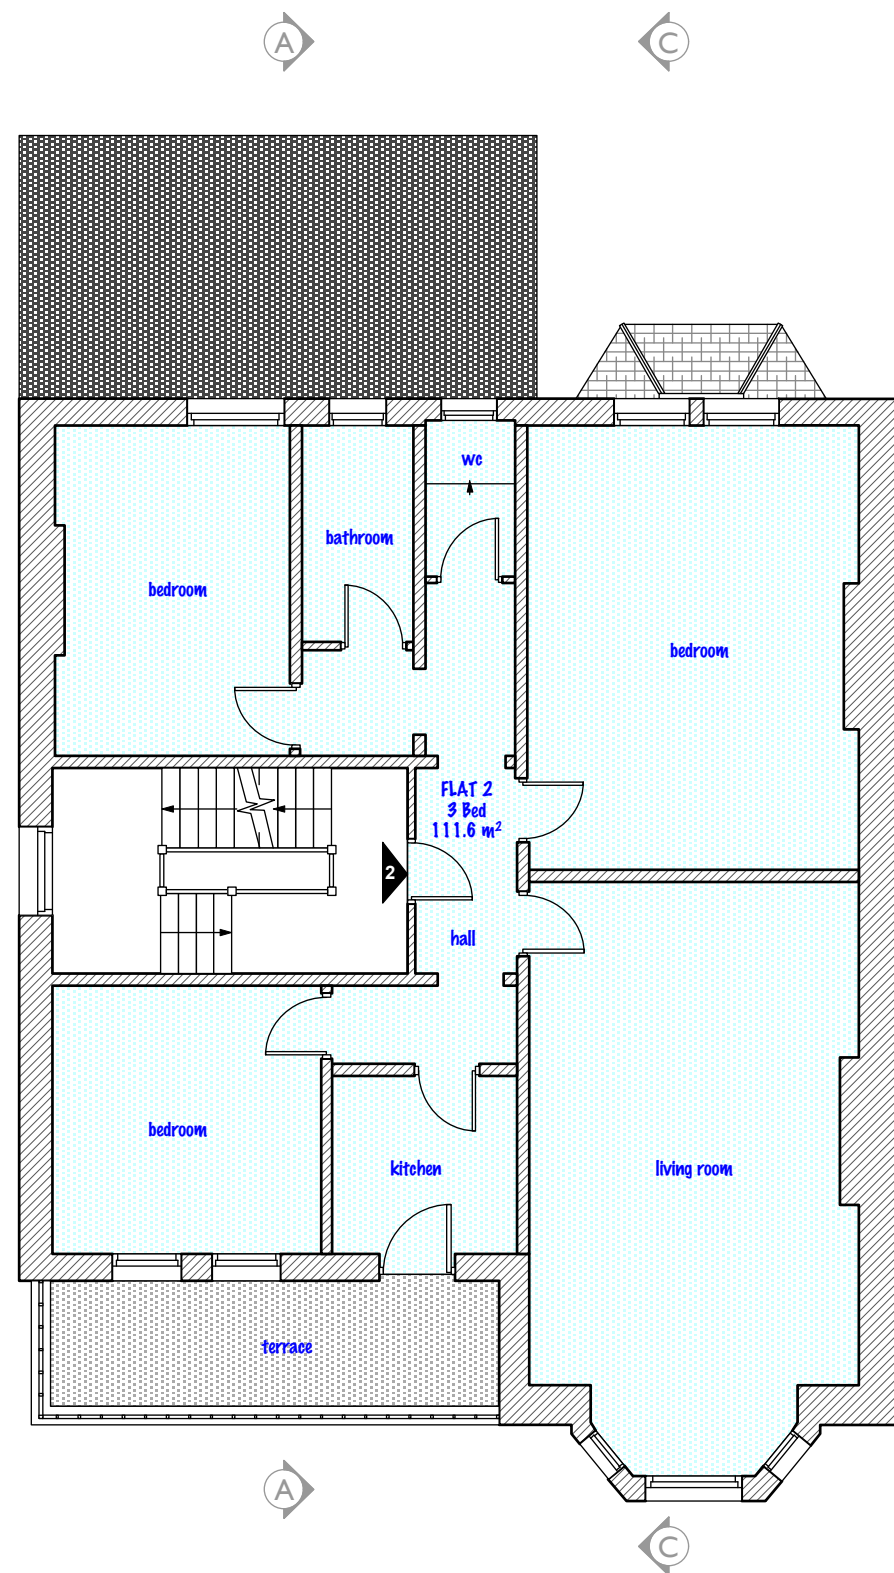 A
C
wc
bathroom
bedroom
bedroom
FLAT 2
3 Bed
111.6 m²
2
hall
bedroom
kitchen
living room
terrace
A
C